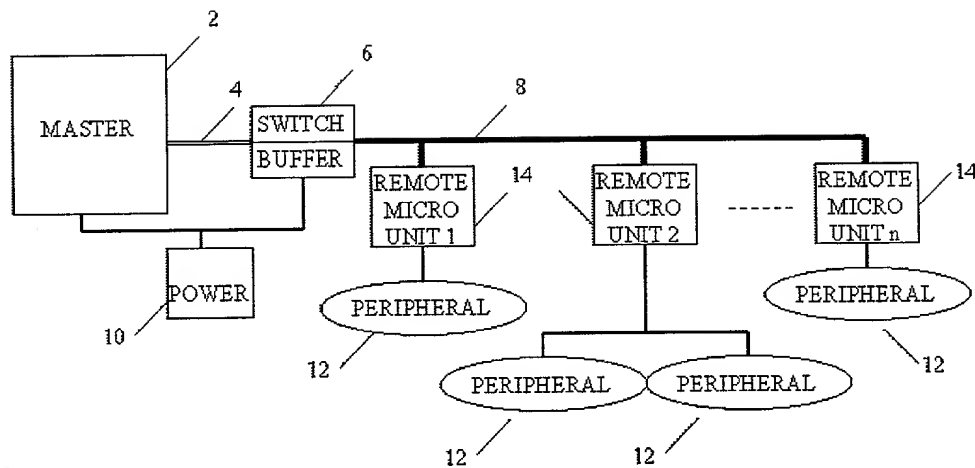 2
6
4
8
MASTER
SWITCH
BUFFER
REMOTE
MICRO
UNIT 1
14
REMOTE
MICRO
UNIT 2
REMOTE
MICRO
UNIT n
14
POWER
10
PERIPHERAL
12
PERIPHERAL
12
PERIPHERAL
12
PERIPHERAL
12